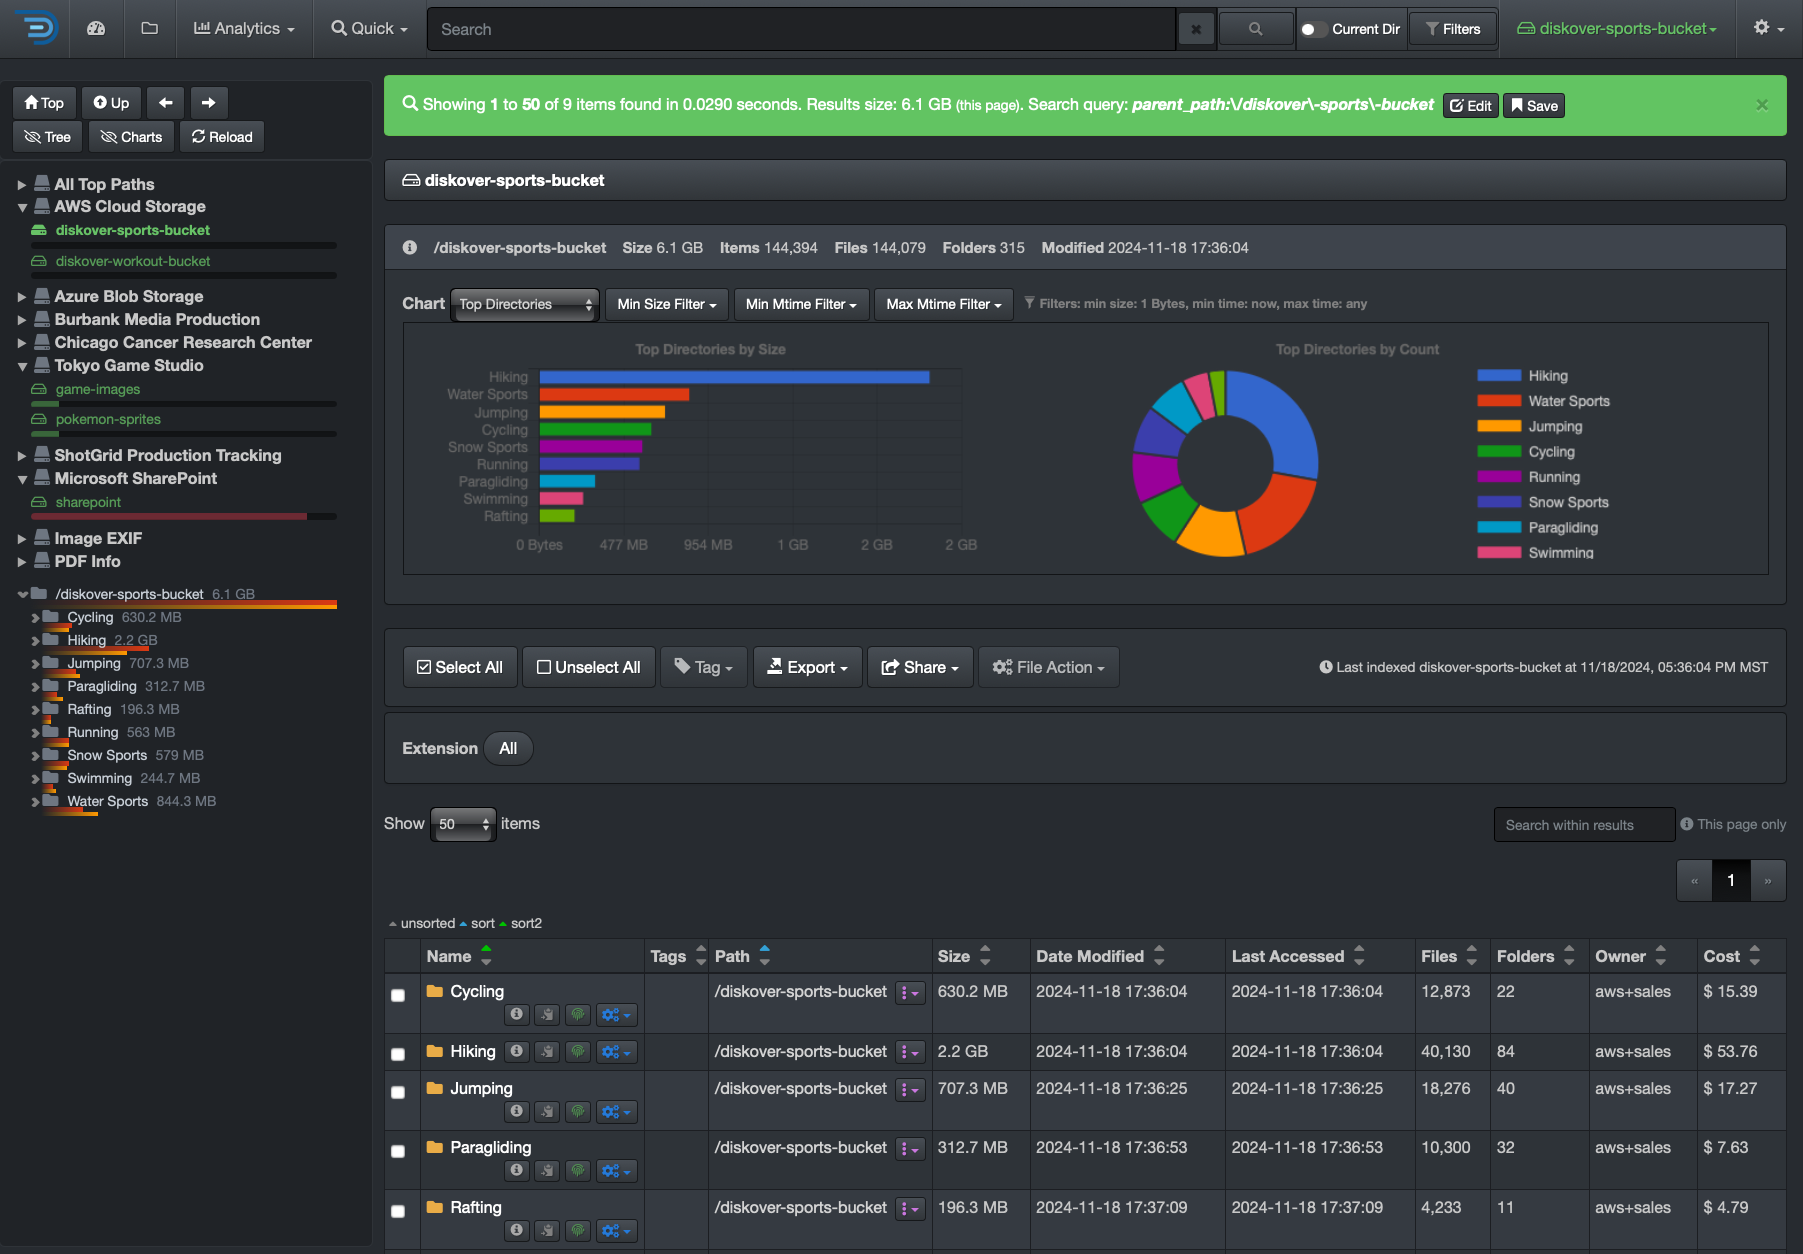 Analytics
Quick
Search
Current Dir
Filters
diskover-sports-bucket
Top
Up
Tree
Charts
Reload
All Top Paths
AWS Cloud Storage
diskover-sports-bucket
diskover-workout-bucket
Azure Blob Storage
Burbank Media Production
Chicago Cancer Research Center
Tokyo Game Studio
game-images
pokemon-sprites
ShotGrid Production Tracking
Microsoft SharePoint
sharepoint
Image EXIF
PDF Info
/diskover-sports-bucket 6.1 GB
Cycling 630.2 MB
Hiking 2.2 GB
Jumping 707.3 MB
Paragliding 312.7 MB
Rafting 196.3 MB
Running 563 MB
Snow Sports 579 MB
Swimming 244.7 MB
Water Sports 844.3 MB
Showing 1 to 50 of 9 items found in 0.0290 seconds. Results size: 6.1 GB (this page). Search query: parent_path:\/diskover\-sports\-bucket Edit Save ×
diskover-sports-bucket
/diskover-sports-bucket Size 6.1 GB Items 144,394 Files 144,079 Folders 315 Modified 2024-11-18 17:36:04
Chart Top Directories Min Size Filter Min Mtime Filter Max Mtime Filter Filters: min size: 1 Bytes, min time: now, max time: any
Top Directories by Size
Hiking
Water Sports
Jumping
Cycling
Snow Sports
Running
Paragliding
Swimming
Rafting
0 Bytes 477 MB 954 MB 1 GB 2 GB 2 GB
Top Directories by Count
Hiking
Water Sports
Jumping
Cycling
Running
Snow Sports
Paragliding
Swimming
Select All Unselect All Tag Export Share File Action Last indexed diskover-sports-bucket at 11/18/2024, 05:36:04 PM MST
Extension All
Show 50 items
Search within results This page only
« 1 »
unsorted sort sort2
Name Tags Path Size Date Modified Last Accessed Files Folders Owner Cost
Cycling /diskover-sports-bucket 630.2 MB 2024-11-18 17:36:04 2024-11-18 17:36:04 12,873 22 aws+sales $ 15.39
Hiking /diskover-sports-bucket 2.2 GB 2024-11-18 17:36:04 2024-11-18 17:36:04 40,130 84 aws+sales $ 53.76
Jumping /diskover-sports-bucket 707.3 MB 2024-11-18 17:36:25 2024-11-18 17:36:25 18,276 40 aws+sales $ 17.27
Paragliding /diskover-sports-bucket 312.7 MB 2024-11-18 17:36:53 2024-11-18 17:36:53 10,300 32 aws+sales $ 7.63
Rafting /diskover-sports-bucket 196.3 MB 2024-11-18 17:37:09 2024-11-18 17:37:09 4,233 11 aws+sales $ 4.79